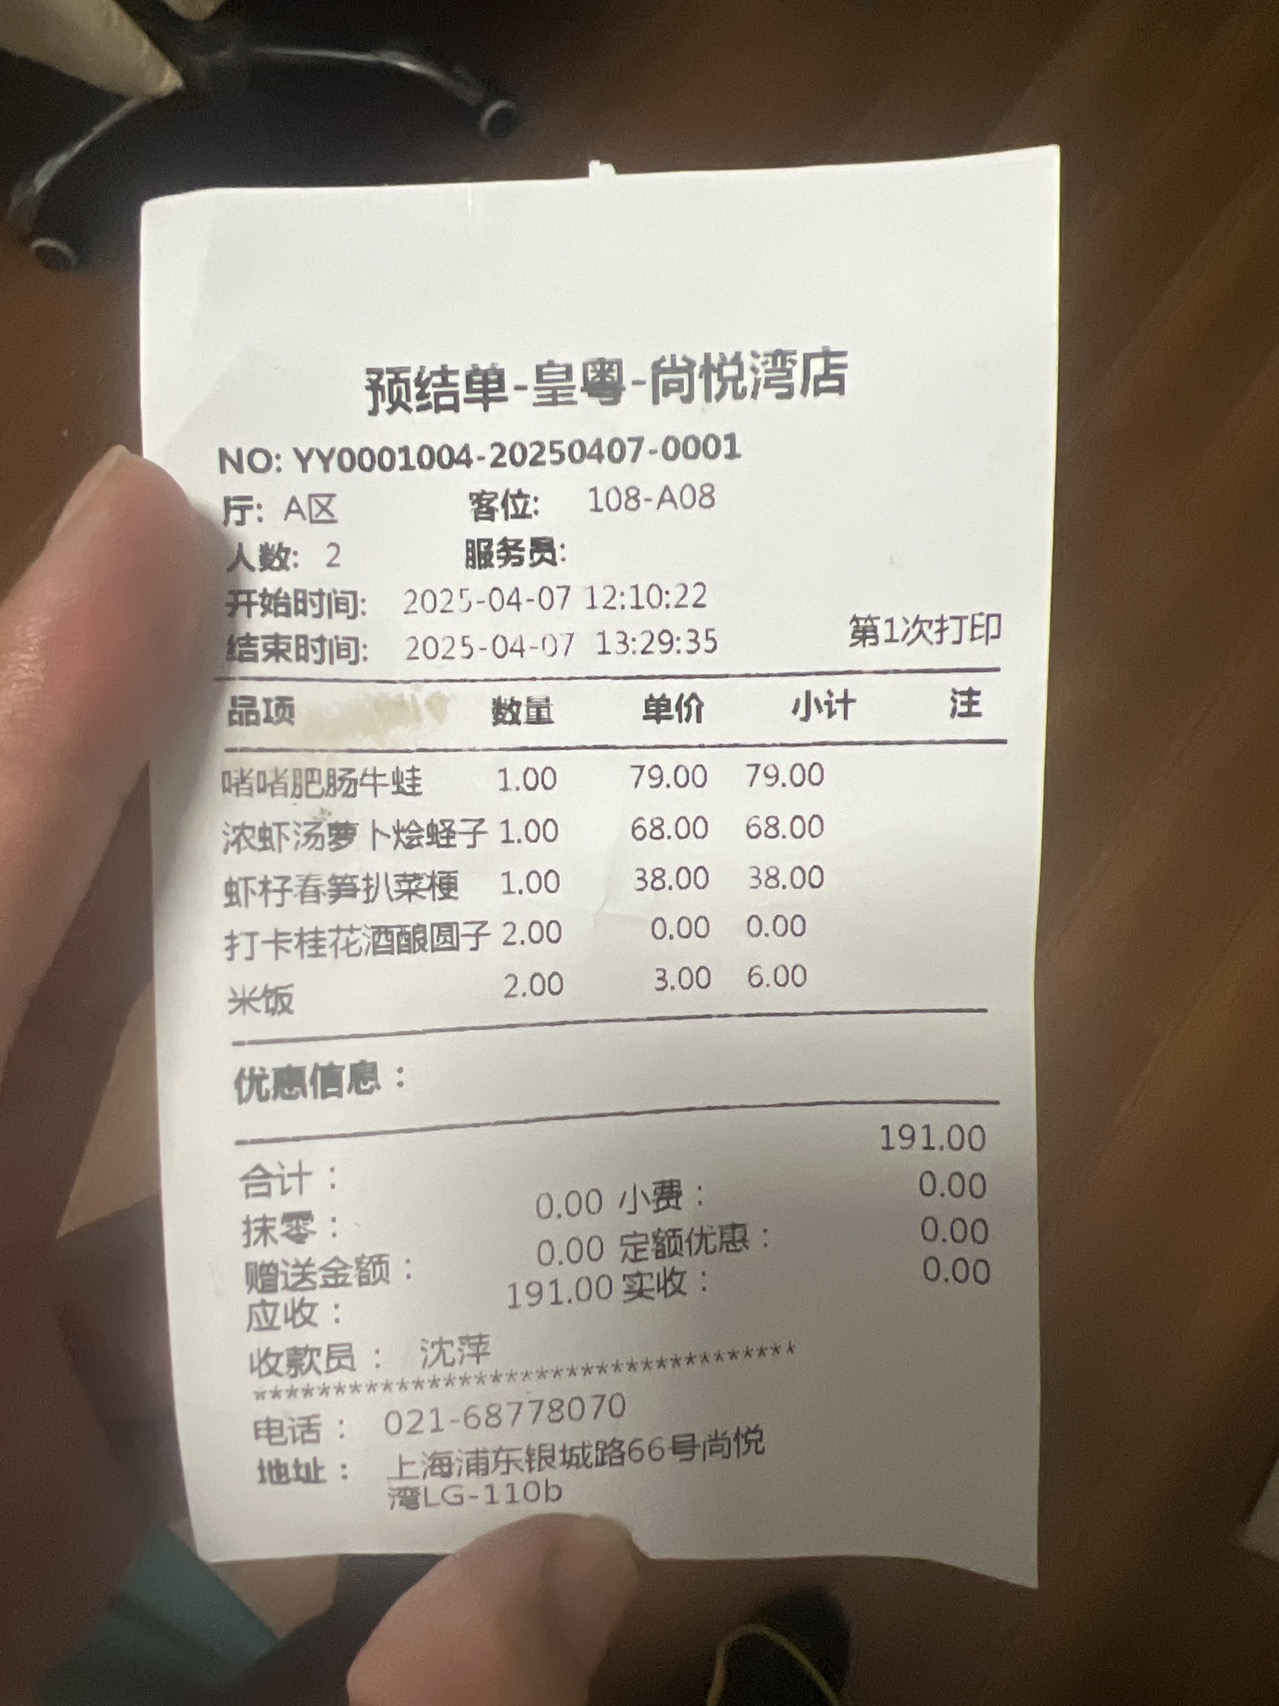 预结单-皇粤-尚悦湾店
NO: YY0001004-20250407-0001
厅: A区 客位: 108-A08
人数: 2 服务员:
开始时间: 2025-04-07 12:10:22
结束时间: 2025-04-07 13:29:35 第1次打印
品项 数量 单价 小计 注
啫啫肥肠牛蛙 1.00 79.00 79.00
浓虾汤萝卜烩蛏子 1.00 68.00 68.00
虾籽春笋扒菜梗 1.00 38.00 38.00
打卡桂花酒酿圆子 2.00 0.00 0.00
米饭 2.00 3.00 6.00
优惠信息：
合计： 191.00
抹零： 0.00 小费： 0.00
赠送金额： 0.00 定额优惠： 0.00
应收： 191.00 实收： 0.00
收款员： 沈萍
***********************************
电话： 021-68778070
地址： 上海浦东银城路66号尚悦
湾LG-110b